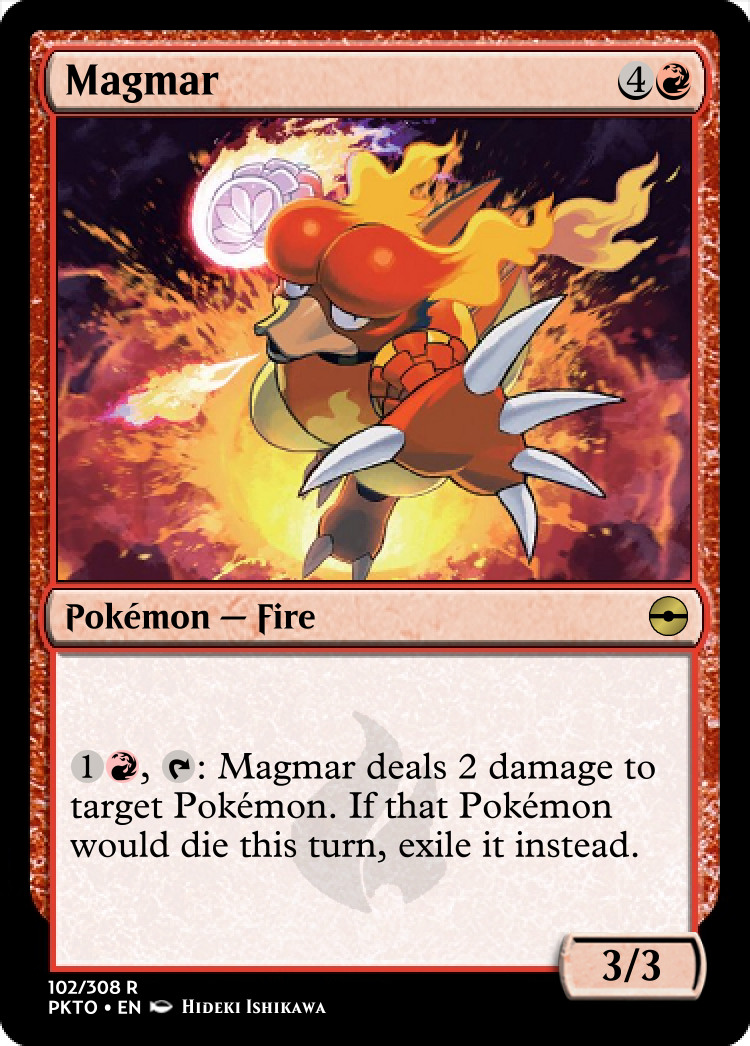 Magmar 4
Pokémon — Fire
1, : Magmar deals 2 damage to
target Pokémon. If that Pokémon
would die this turn, exile it instead.
3/3
102/308 R
PKTO • EN Hideki Ishikawa